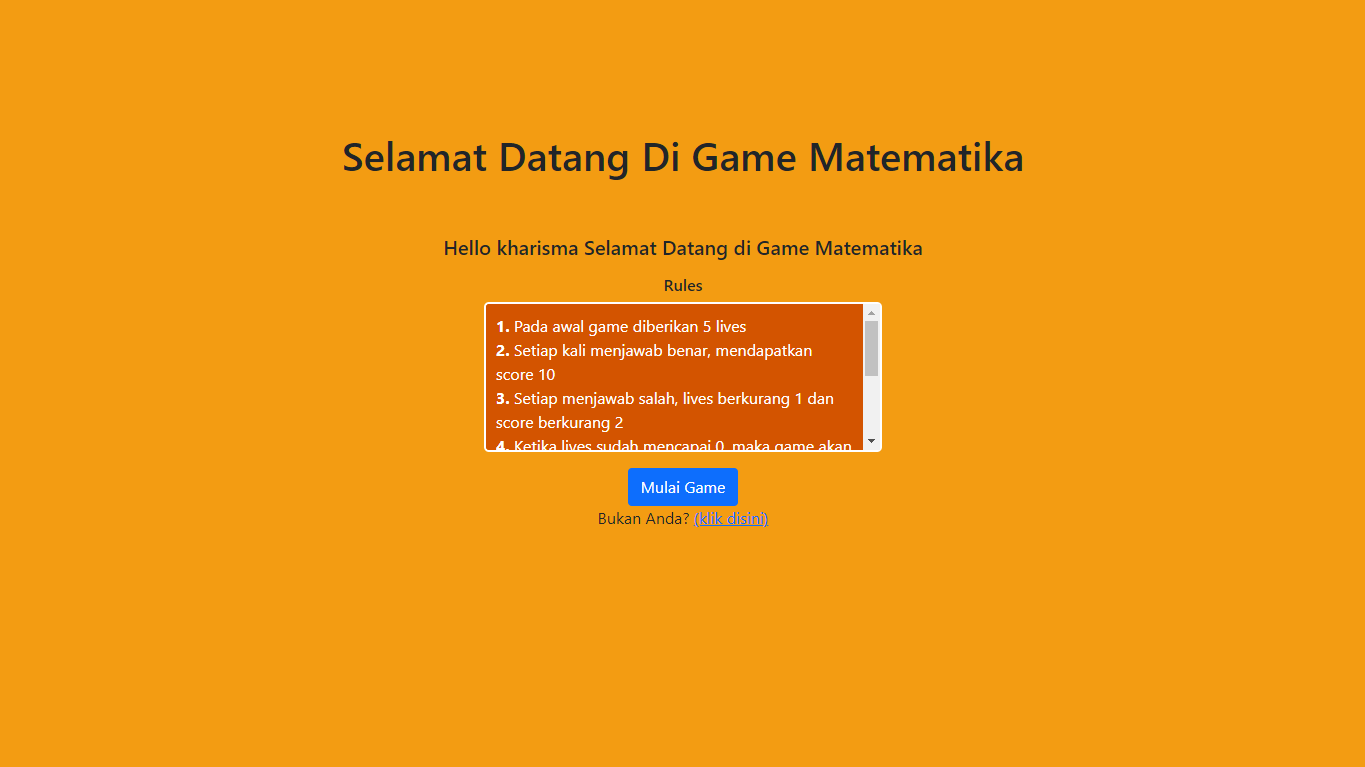 Selamat Datang Di Game Matematika
Hello kharisma Selamat Datang di Game Matematika
Rules
1. Pada awal game diberikan 5 lives
2. Setiap kali menjawab benar, mendapatkan
score 10
3. Setiap menjawab salah, lives berkurang 1 dan
score berkurang 2
4. Ketika lives sudah mencapai 0, maka game akan
Mulai Game
Bukan Anda? (klik disini)